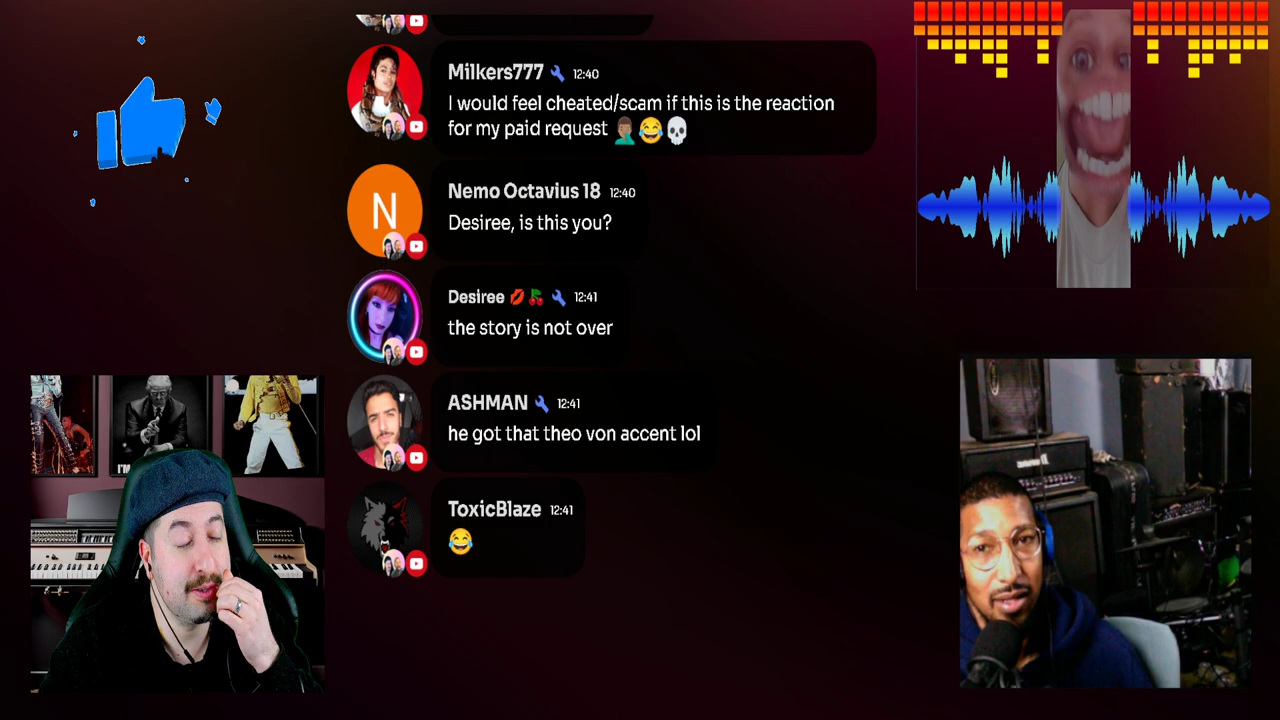 Milkers777 12:40
I would feel cheated/scam if this is the reaction
for my paid request 🤦🏽‍♂️😂💀
N
Nemo Octavius 18 12:40
Desiree, is this you?
Desiree 💋🍒 12:41
the story is not over
ASHMAN 12:41
he got that theo von accent lol
ToxicBlaze 12:41
😂
I'M